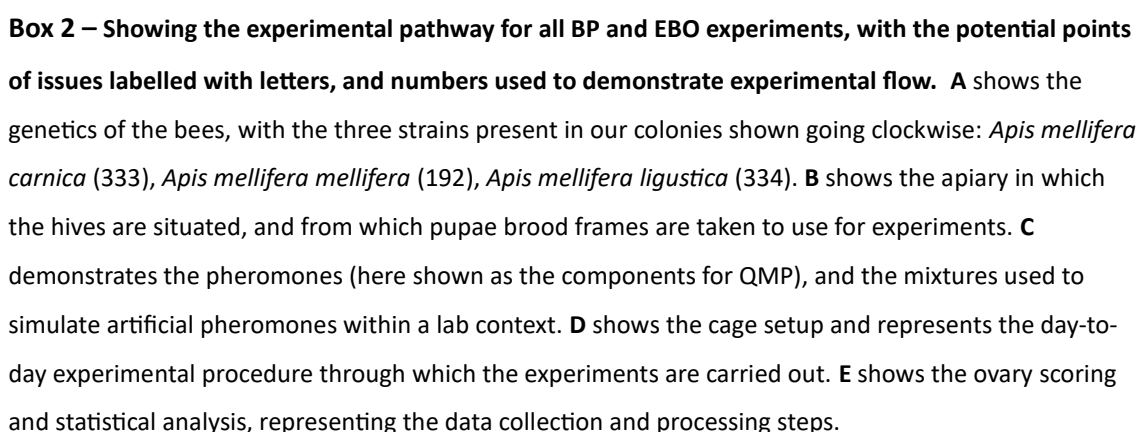 Box 2 – Showing the experimental pathway for all BP and EBO experiments, with the potential points
of issues labelled with letters, and numbers used to demonstrate experimental flow. A shows the
genetics of the bees, with the three strains present in our colonies shown going clockwise: Apis mellifera
carnica (333), Apis mellifera mellifera (192), Apis mellifera ligustica (334). B shows the apiary in which
the hives are situated, and from which pupae brood frames are taken to use for experiments. C
demonstrates the pheromones (here shown as the components for QMP), and the mixtures used to
simulate artificial pheromones within a lab context. D shows the cage setup and represents the day-to-
day experimental procedure through which the experiments are carried out. E shows the ovary scoring
and statistical analysis, representing the data collection and processing steps.